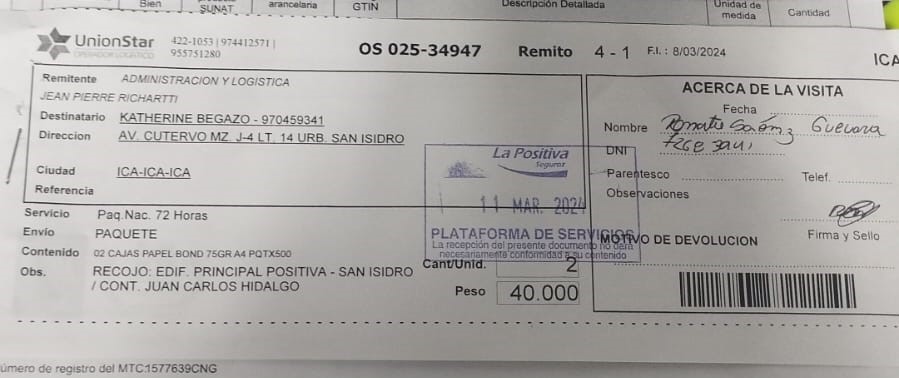 Bien
SUNAT
arancelaria
GTIN
Descripción Detallada
Unidad de
medida
Cantidad
UnionStar
OPERADOR LOGÍSTICO
422-1053 | 974412571 |
955751280
OS 025-34947
Remito 4 - 1 F.I. : 8/03/2024
ICA
Remitente ADMINISTRACION Y LOGISTICA
JEAN PIERRE RICHARTTI
Destinatario KATHERINE BEGAZO - 970459341
Direccion AV. CUTERVO MZ. J-4 LT. 14 URB. SAN ISIDRO
Ciudad ICA-ICA-ICA
Referencia
ACERCA DE LA VISITA
Fecha
Nombre Guevara
DNI
Parentesco
Telef.
Observaciones
Firma y Sello
MOTIVO DE DEVOLUCION
La Positiva
Seguros
11 MAR. 2024
PLATAFORMA DE SERVICIOS
La recepción del presente documento no dará
necesariamente conformidad a su contenido
Servicio Paq.Nac. 72 Horas
Envío PAQUETE
Contenido 02 CAJAS PAPEL BOND 75GR A4 PQTX500
Obs. RECOJO: EDIF. PRINCIPAL POSITIVA - SAN ISIDRO
/ CONT. JUAN CARLOS HIDALGO
Cant/Unid. 2
Peso 40.000
úmero de registro del MTC1577639CNG